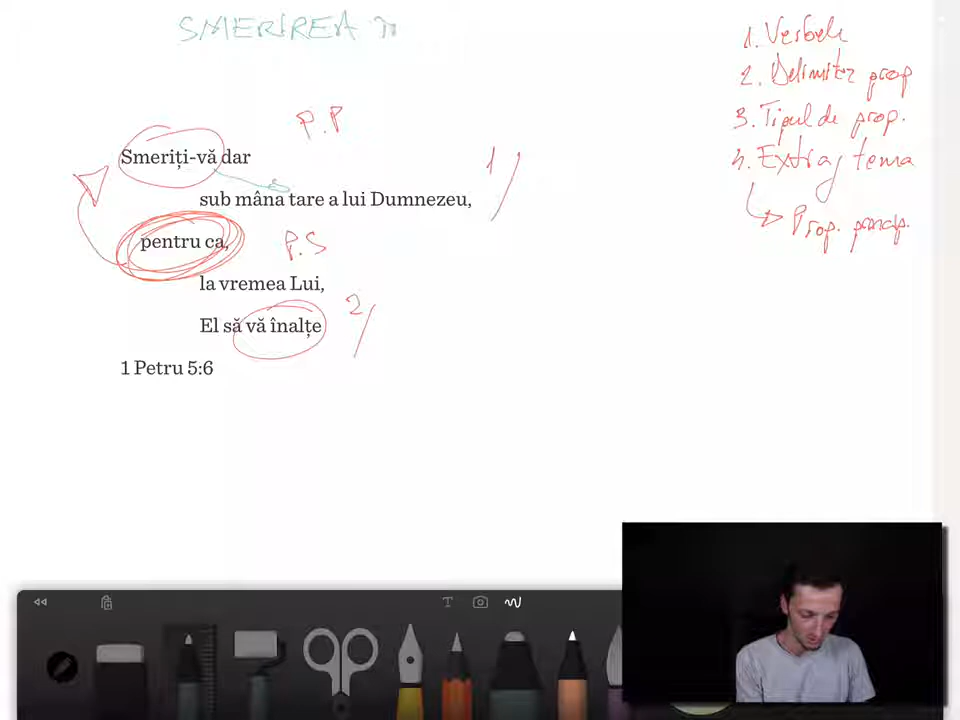 SMERIREA
1. Verbele
2. Delimitez prop
3. Tipul de prop.
4. Extrag tema
Prop. princip.
P.P
Smeriți-vă dar
1/
sub mâna tare a lui Dumnezeu,
pentru ca,
P.S
la vremea Lui,
2/
El să vă înalțe
1 Petru 5:6
T